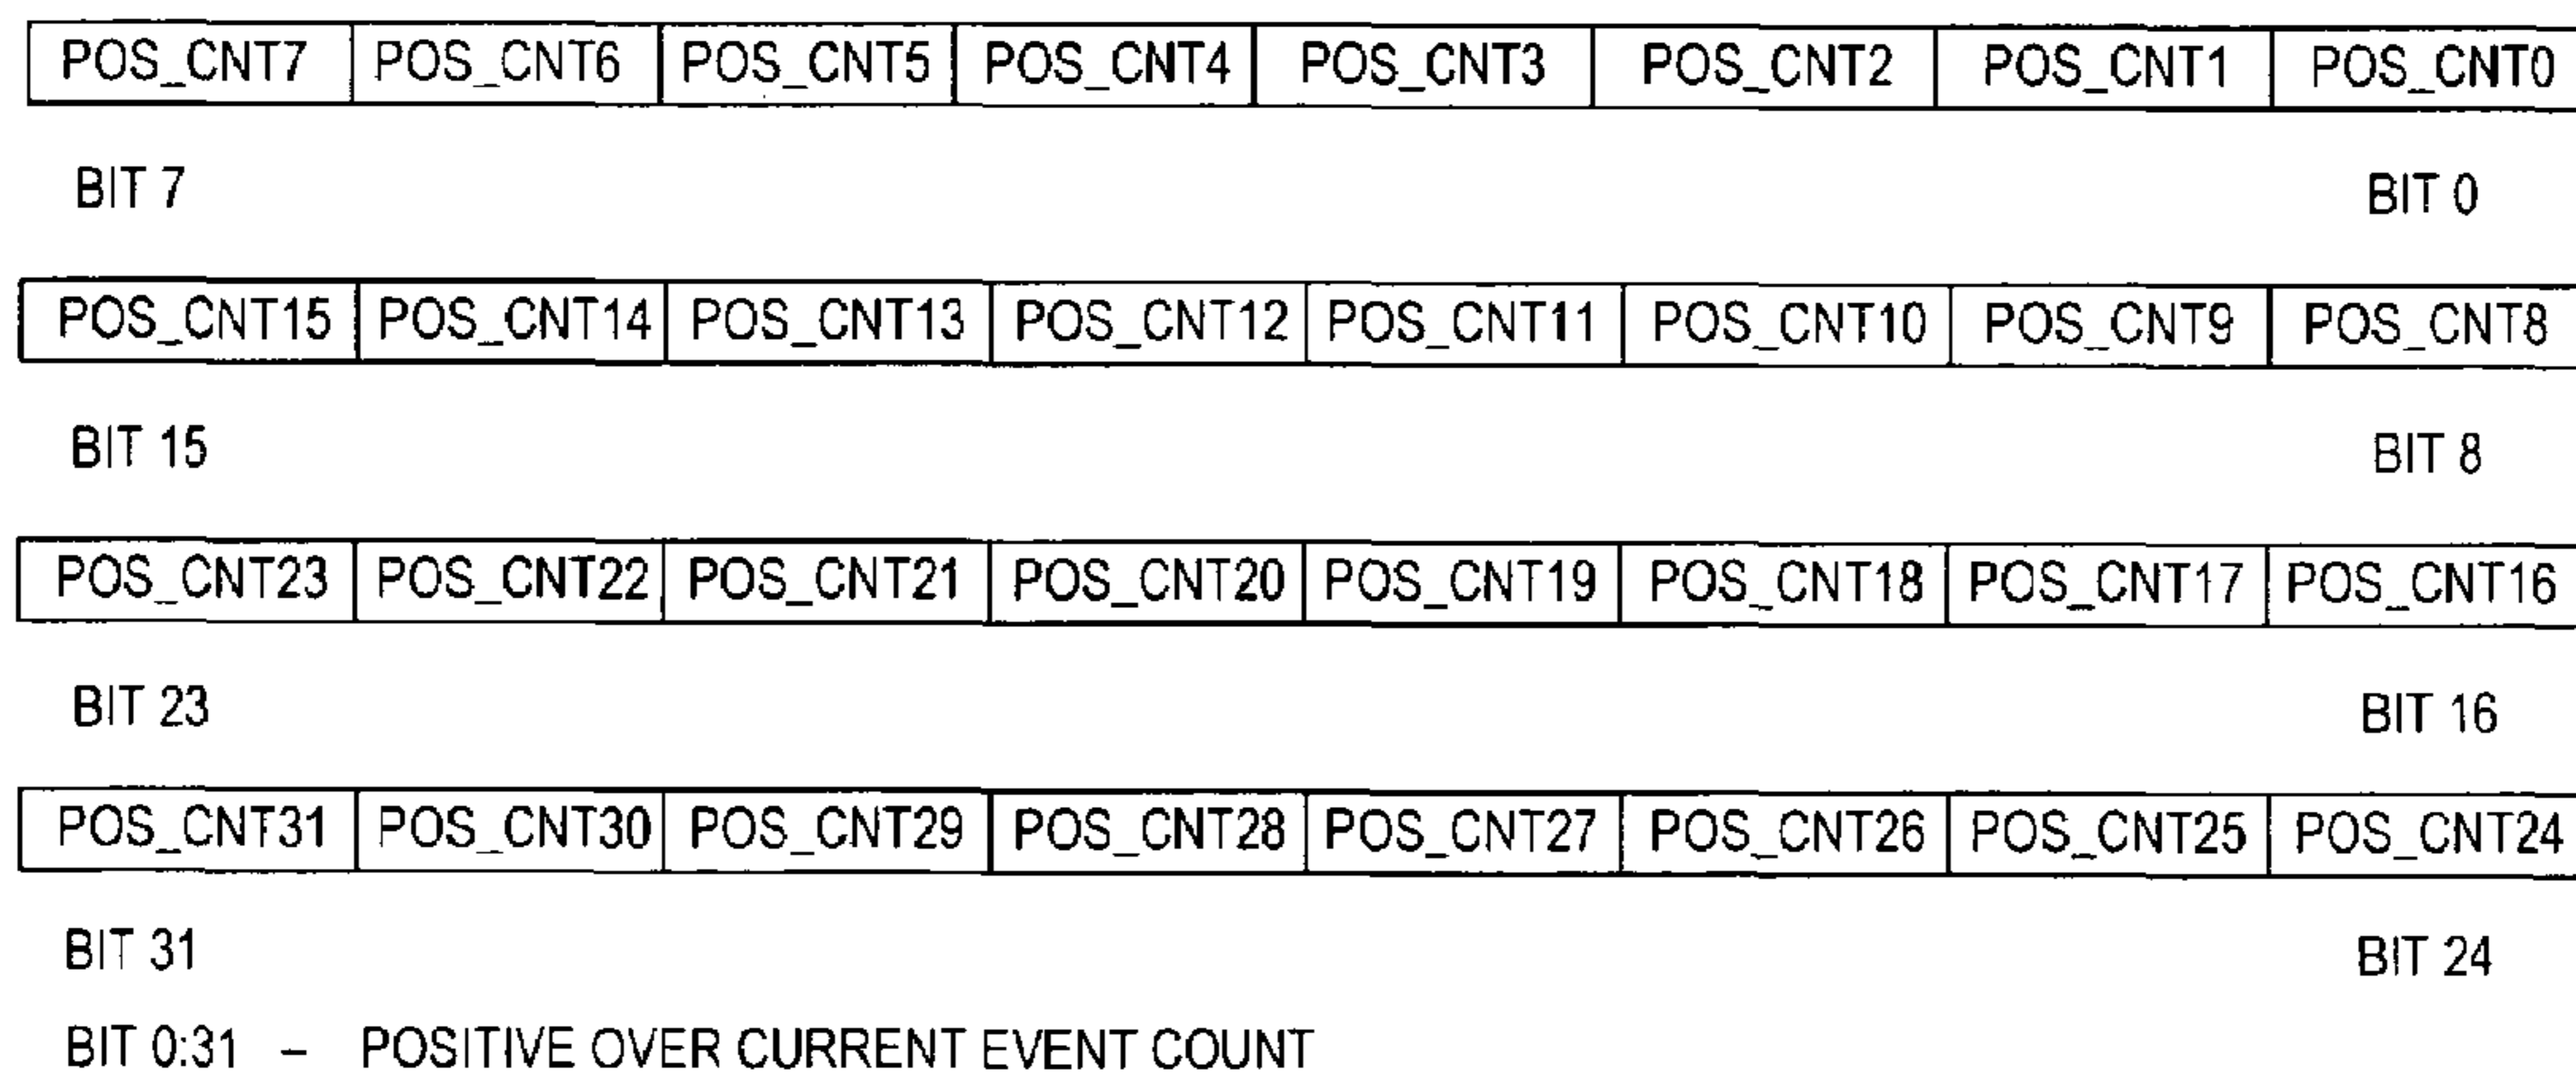 POS_CNT7 POS_CNT6 POS_CNT5 POS_CNT4 POS_CNT3 POS_CNT2 POS_CNT1 POS_CNT0
BIT 7 BIT 0
POS_CNT15 POS_CNT14 POS_CNT13 POS_CNT12 POS_CNT11 POS_CNT10 POS_CNT9 POS_CNT8
BIT 15 BIT 8
POS_CNT23 POS_CNT22 POS_CNT21 POS_CNT20 POS_CNT19 POS_CNT18 POS_CNT17 POS_CNT16
BIT 23 BIT 16
POS_CNT31 POS_CNT30 POS_CNT29 POS_CNT28 POS_CNT27 POS_CNT26 POS_CNT25 POS_CNT24
BIT 31 BIT 24
BIT 0:31 – POSITIVE OVER CURRENT EVENT COUNT